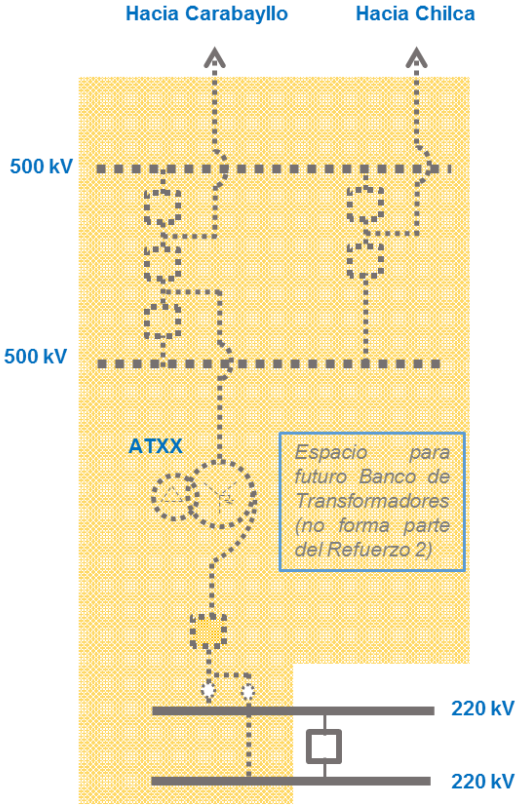 Hacia Carabayllo
Hacia Chilca
500 kV
500 kV
ATXX
Espacio para
futuro Banco de
Transformadores
(no forma parte
del Refuerzo 2)
220 kV
220 kV